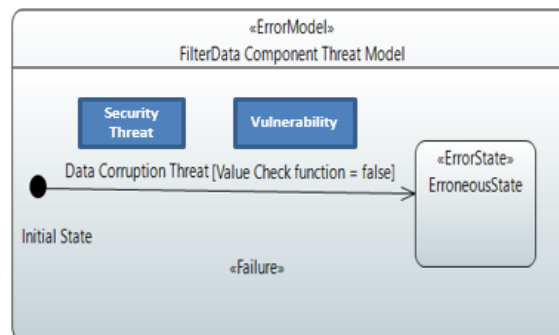 «ErrorModel»
FilterData Component Threat Model
Security
Threat
Vulnerability
Data Corruption Threat [Value Check function = false]
«ErrorState»
ErroneousState
Initial State
«Failure»